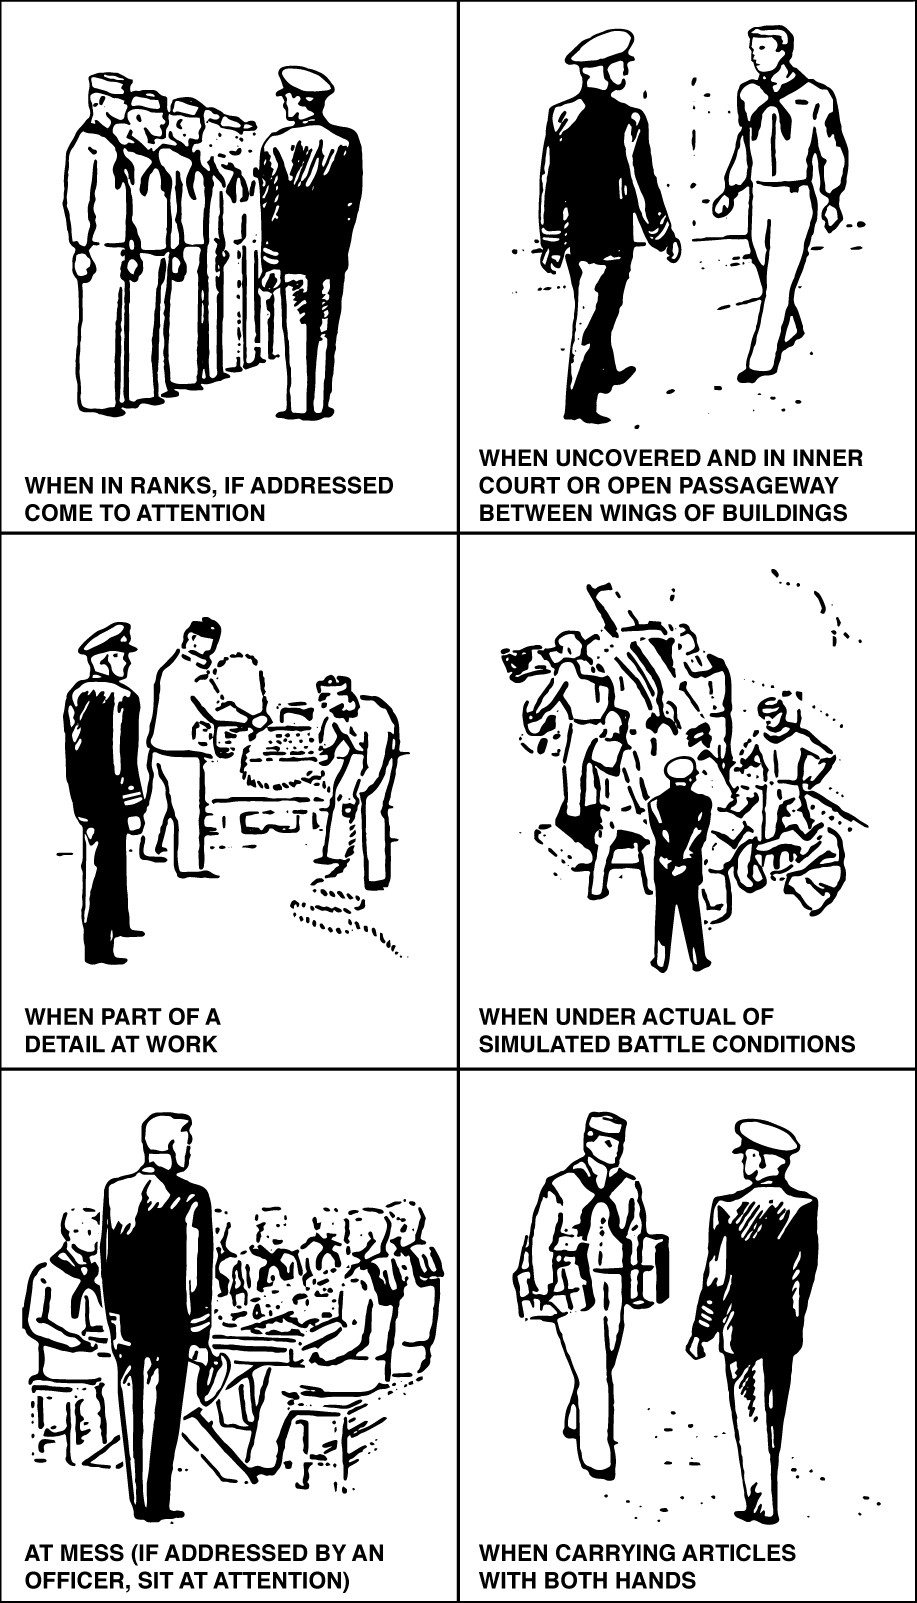 WHEN IN RANKS, IF ADDRESSED
COME TO ATTENTION
WHEN UNCOVERED AND IN INNER
COURT OR OPEN PASSAGEWAY
BETWEEN WINGS OF BUILDINGS
WHEN PART OF A
DETAIL AT WORK
WHEN UNDER ACTUAL OF
SIMULATED BATTLE CONDITIONS
AT MESS (IF ADDRESSED BY AN
OFFICER, SIT AT ATTENTION)
WHEN CARRYING ARTICLES
WITH BOTH HANDS